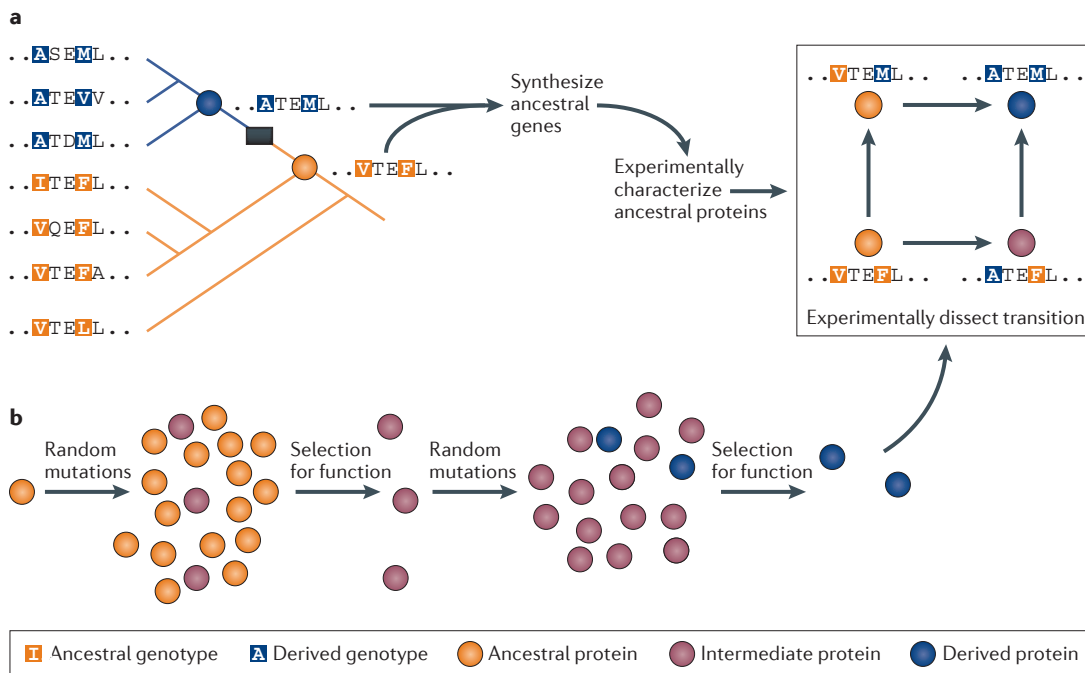 a
. . ASEML. .
. . ATEVV. .
. . ATDML. .
. . ITEFL. .
. . VQEFL. .
. . VTEFA. .
. . VTELL. .
. . ATEML. .
. . VTEFL. .
Synthesize
ancestral
genes
Experimentally
characterize
ancestral proteins
. . VTEML. . . . ATEML. .
. . VTEFL. . . . ATEFL. .
Experimentally dissect transition
b
Random
mutations
Selection
for function
Random
mutations
Selection
for function
I Ancestral genotype A Derived genotype Ancestral protein Intermediate protein Derived protein